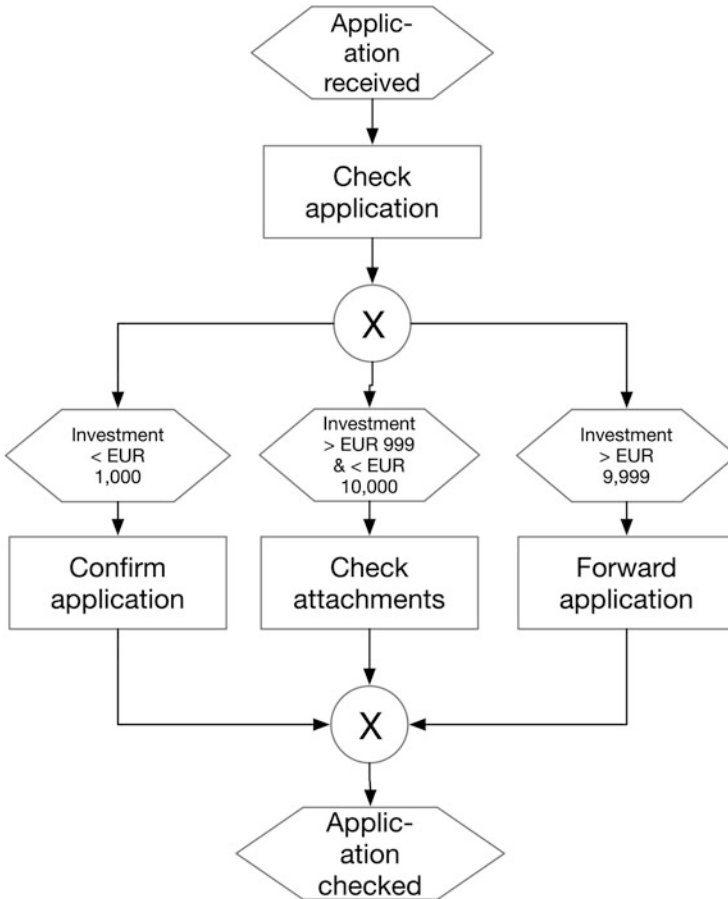 Applic-
ation
received
Check
application
X
Investment
< EUR
1,000
Investment
> EUR 999
& < EUR
10,000
Investment
> EUR
9,999
Confirm
application
Check
attachments
Forward
application
X
Applic-
ation
checked